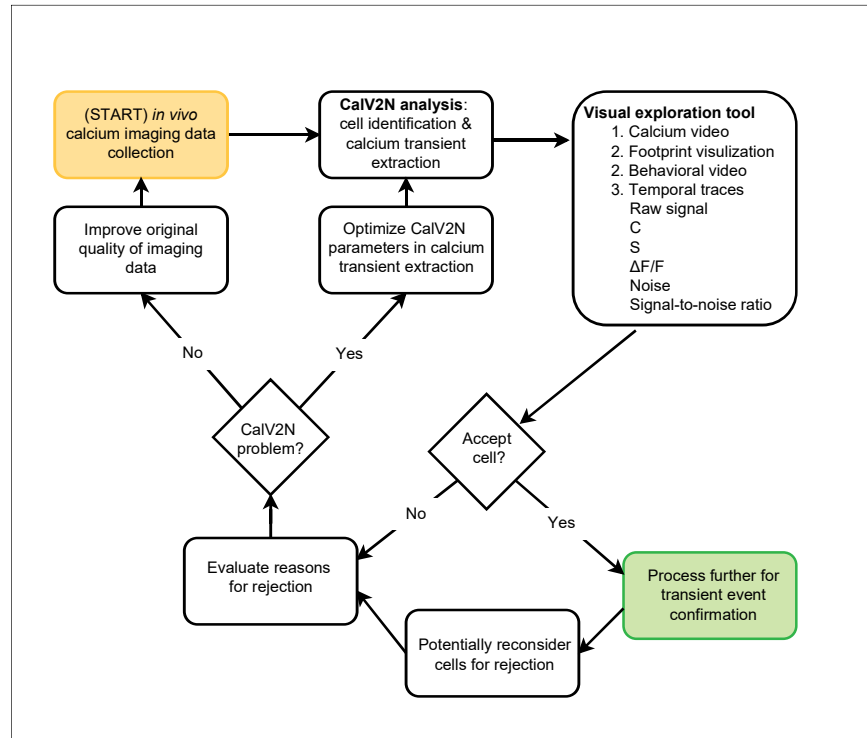 (START) in vivo
calcium imaging data
collection
CalV2N analysis:
cell identification &
calcium transient
extraction
Visual exploration tool
1. Calcium video
2. Footprint visulization
2. Behavioral video
3. Temporal traces
Raw signal
C
S
ΔF/F
Noise
Signal-to-noise ratio
Improve original
quality of imaging
data
Optimize CalV2N
parameters in calcium
transient extraction
No
Yes
CalV2N
problem?
Accept
cell?
No
Yes
Evaluate reasons
for rejection
Process further for
transient event
confirmation
Potentially reconsider
cells for rejection